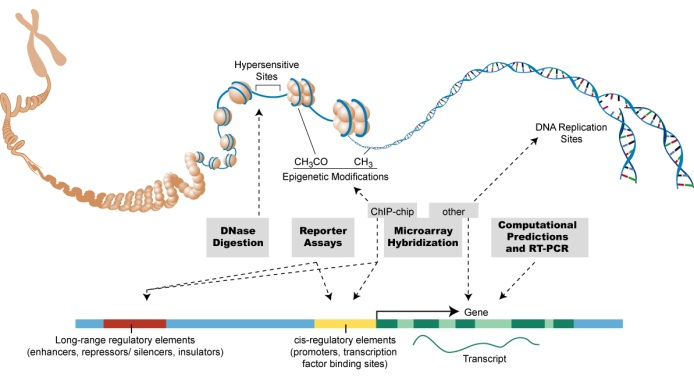 Hypersensitive
Sites
CH3CO
CH3
Epigenetic Modifications
DNA Replication
Sites
ChIP-chip
other
DNase
Digestion
Reporter
Assays
Microarray
Hybridization
Computational
Predictions
and RT-PCR
Gene
Long-range regulatory elements
(enhancers, repressors/ silencers, insulators)
cis-regulatory elements
(promoters, transcription
factor binding sites)
Transcript